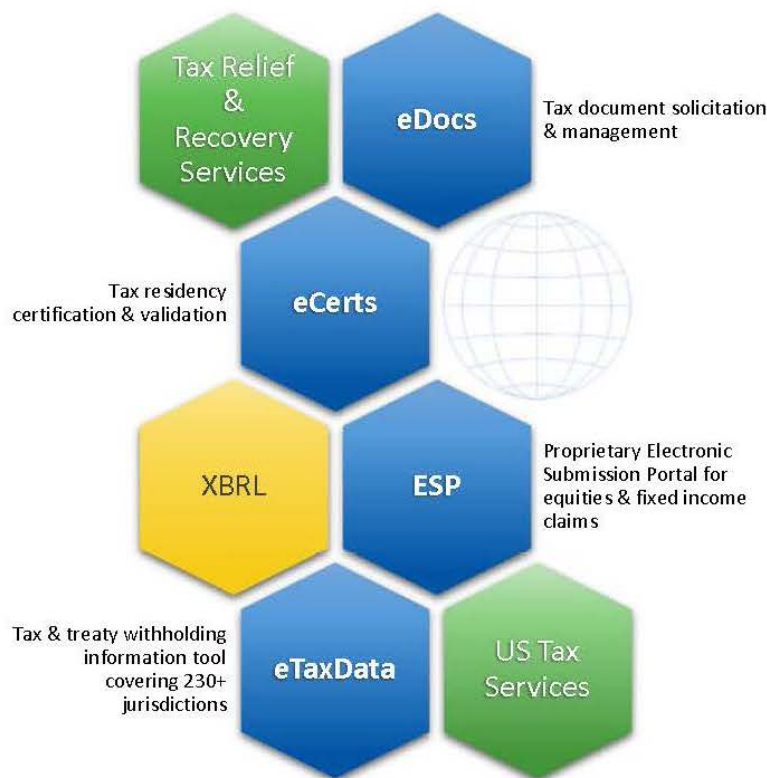 Tax Relief
&
Recovery
Services
eDocs
Tax document solicitation
& management
Tax residency
certification & validation
eCerts
XBRL
ESP
Proprietary Electronic
Submission Portal for
equities & fixed income
claims
Tax & treaty withholding
information tool
covering 230+
jurisdictions
eTaxData
US Tax
Services